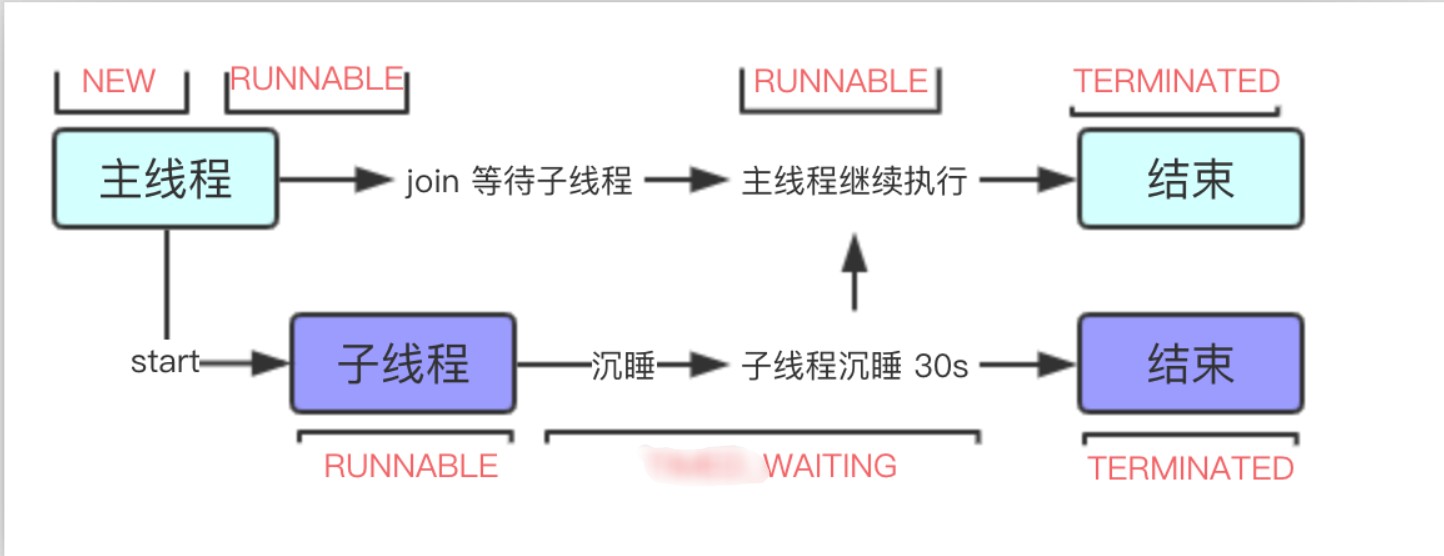 NEW
RUNNABLE
RUNNABLE
TERMINATED
主线程
join 等待子线程
主线程继续执行
结束
start
子线程
沉睡
子线程沉睡 30s
结束
RUNNABLE
WAITING
TERMINATED